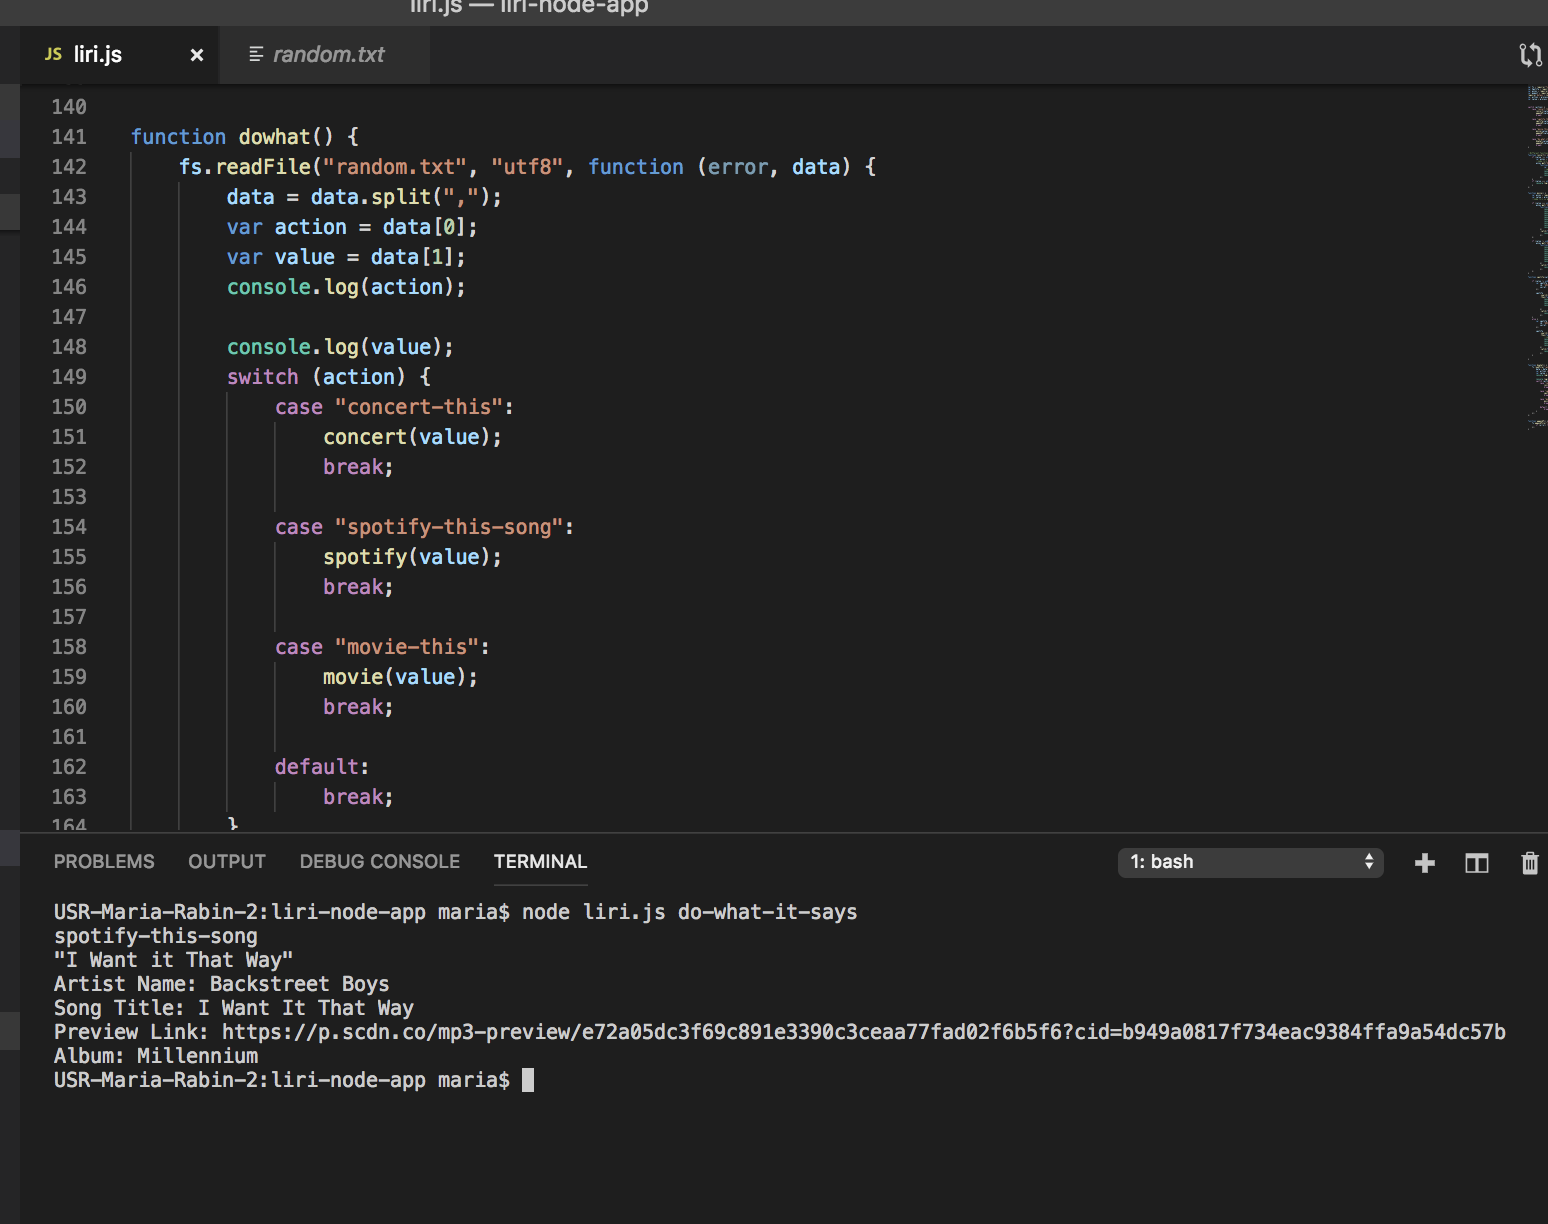 liri.js — liri-node-app
JS liri.js ×
random.txt
140
141 function dowhat() {
142 fs.readFile("random.txt", "utf8", function (error, data) {
143 data = data.split(",");
144 var action = data[0];
145 var value = data[1];
146 console.log(action);
147
148 console.log(value);
149 switch (action) {
150 case "concert-this":
151 concert(value);
152 break;
153
154 case "spotify-this-song":
155 spotify(value);
156 break;
157
158 case "movie-this":
159 movie(value);
160 break;
161
162 default:
163 break;
164 }
PROBLEMS OUTPUT DEBUG CONSOLE TERMINAL 1: bash
USR-Maria-Rabin-2:liri-node-app maria$ node liri.js do-what-it-says
spotify-this-song
"I Want it That Way"
Artist Name: Backstreet Boys
Song Title: I Want It That Way
Preview Link: https://p.scdn.co/mp3-preview/e72a05dc3f69c891e3390c3ceaa77fad02f6b5f6?cid=b949a0817f734eac9384ffa9a54dc57b
Album: Millennium
USR-Maria-Rabin-2:liri-node-app maria$